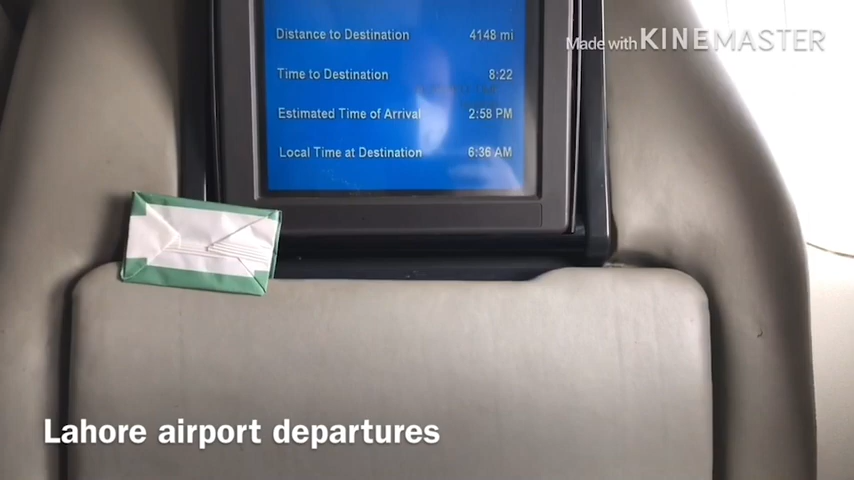 Made with KINEMASTER
Distance to Destination 4148 mi
Time to Destination 8:22
Estimated Time of Arrival 2:58 PM
Local Time at Destination 6:36 AM
Lahore airport departures